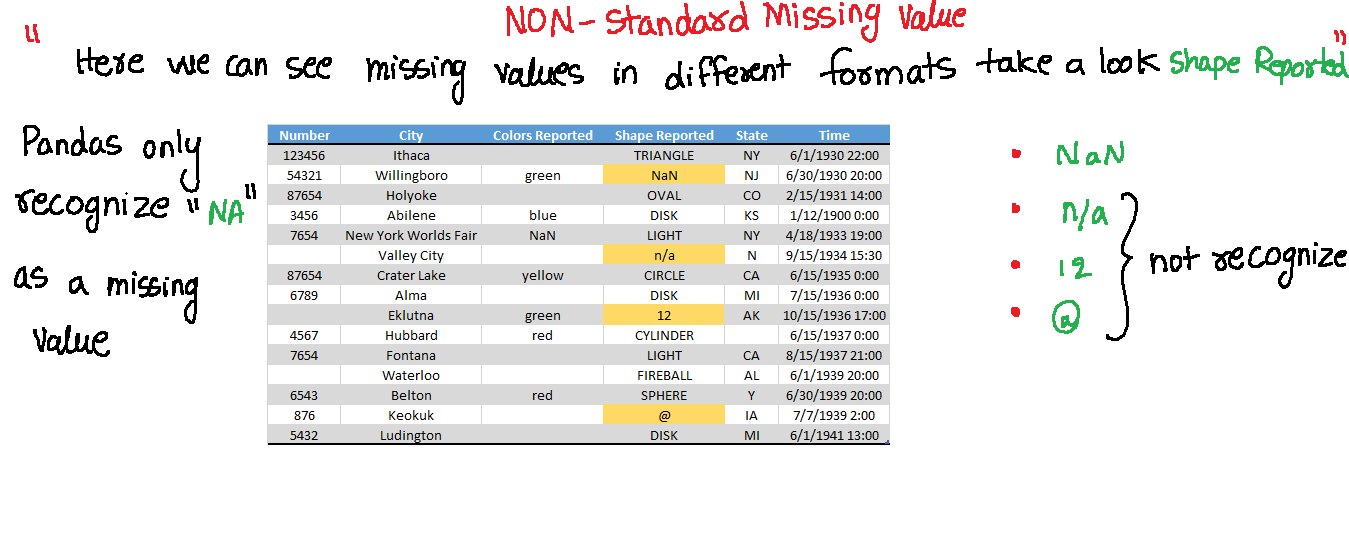 NON-Standard Missing Value
" Here we can see missing values in different formats take a look Shape Reported "
Pandas only
recognize "NA"
as a missing
Value
Number City Colors Reported Shape Reported State Time
123456 Ithaca TRIANGLE NY 6/1/1930 22:00
54321 Willingboro green NaN NJ 6/30/1930 20:00
87654 Holyoke OVAL CO 2/15/1931 14:00
3456 Abilene blue DISK KS 1/12/1900 0:00
7654 New York Worlds Fair NaN LIGHT NY 4/18/1933 19:00
Valley City n/a N 9/15/1934 15:30
87654 Crater Lake yellow CIRCLE CA 6/15/1935 0:00
6789 Alma DISK MI 7/15/1936 0:00
Eklutna green 12 AK 10/15/1936 17:00
4567 Hubbard red CYLINDER 6/15/1937 0:00
7654 Fontana LIGHT CA 8/15/1937 21:00
Waterloo FIREBALL AL 6/1/1939 20:00
6543 Belton red SPHERE Y 6/30/1939 20:00
876 Keokuk @ IA 7/7/1939 2:00
5432 Ludington DISK MI 6/1/1941 13:00
• NaN
• n/a
• 12
• @
not recognize